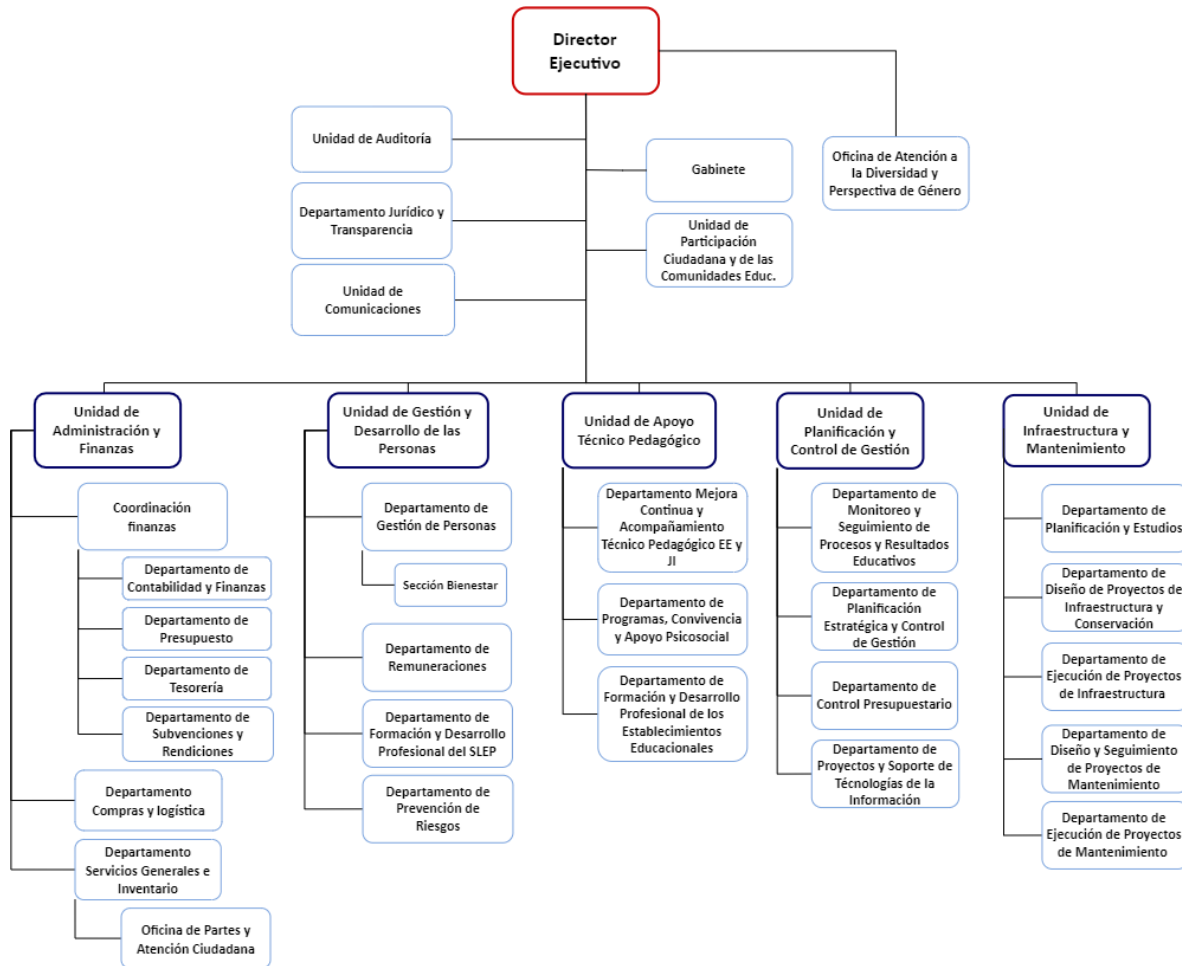 Director
Ejecutivo
Unidad de Auditoría
Gabinete
Oficina de Atención a
la Diversidad y
Perspectiva de Género
Departamento Jurídico y
Transparencia
Unidad de
Participación
Ciudadana y de las
Comunidades Educ.
Unidad de
Comunicaciones
Unidad de
Administración y
Finanzas
Coordinación
finanzas
Departamento de
Contabilidad y Finanzas
Departamento de
Presupuesto
Departamento de
Tesorería
Departamento de
Subvenciones y
Rendiciones
Departamento
Compras y logística
Departamento
Servicios Generales e
Inventario
Oficina de Partes y
Atención Ciudadana
Unidad de Gestión y
Desarrollo de las
Personas
Departamento de
Gestión de Personas
Sección Bienestar
Departamento de
Remuneraciones
Departamento de
Formación y Desarrollo
Profesional del SLEP
Departamento de
Prevención de
Riesgos
Unidad de Apoyo
Técnico Pedagógico
Departamento Mejora
Continua y
Acompañamiento
Técnico Pedagógico EE y
JI
Departamento de
Programas, Convivencia
y Apoyo Psicosocial
Departamento de
Formación y Desarrollo
Profesional de los
Establecimientos
Educacionales
Unidad de
Planificación y
Control de Gestión
Departamento de
Monitoreo y
Seguimiento de
Procesos y Resultados
Educativos
Departamento de
Planificación
Estratégica y Control
de Gestión
Departamento de
Control Presupuestario
Departamento de
Proyectos y Soporte de
Técnologías de la
Información
Unidad de
Infraestructura y
Mantenimiento
Departamento de
Planificación y Estudios
Departamento de
Diseño de Proyectos de
Infraestructura y
Conservación
Departamento de
Ejecución de Proyectos
de Infraestructura
Departamento de
Diseño y Seguimiento
de Proyectos de
Mantenimiento
Departamento de
Ejecución de Proyectos
de Mantenimiento